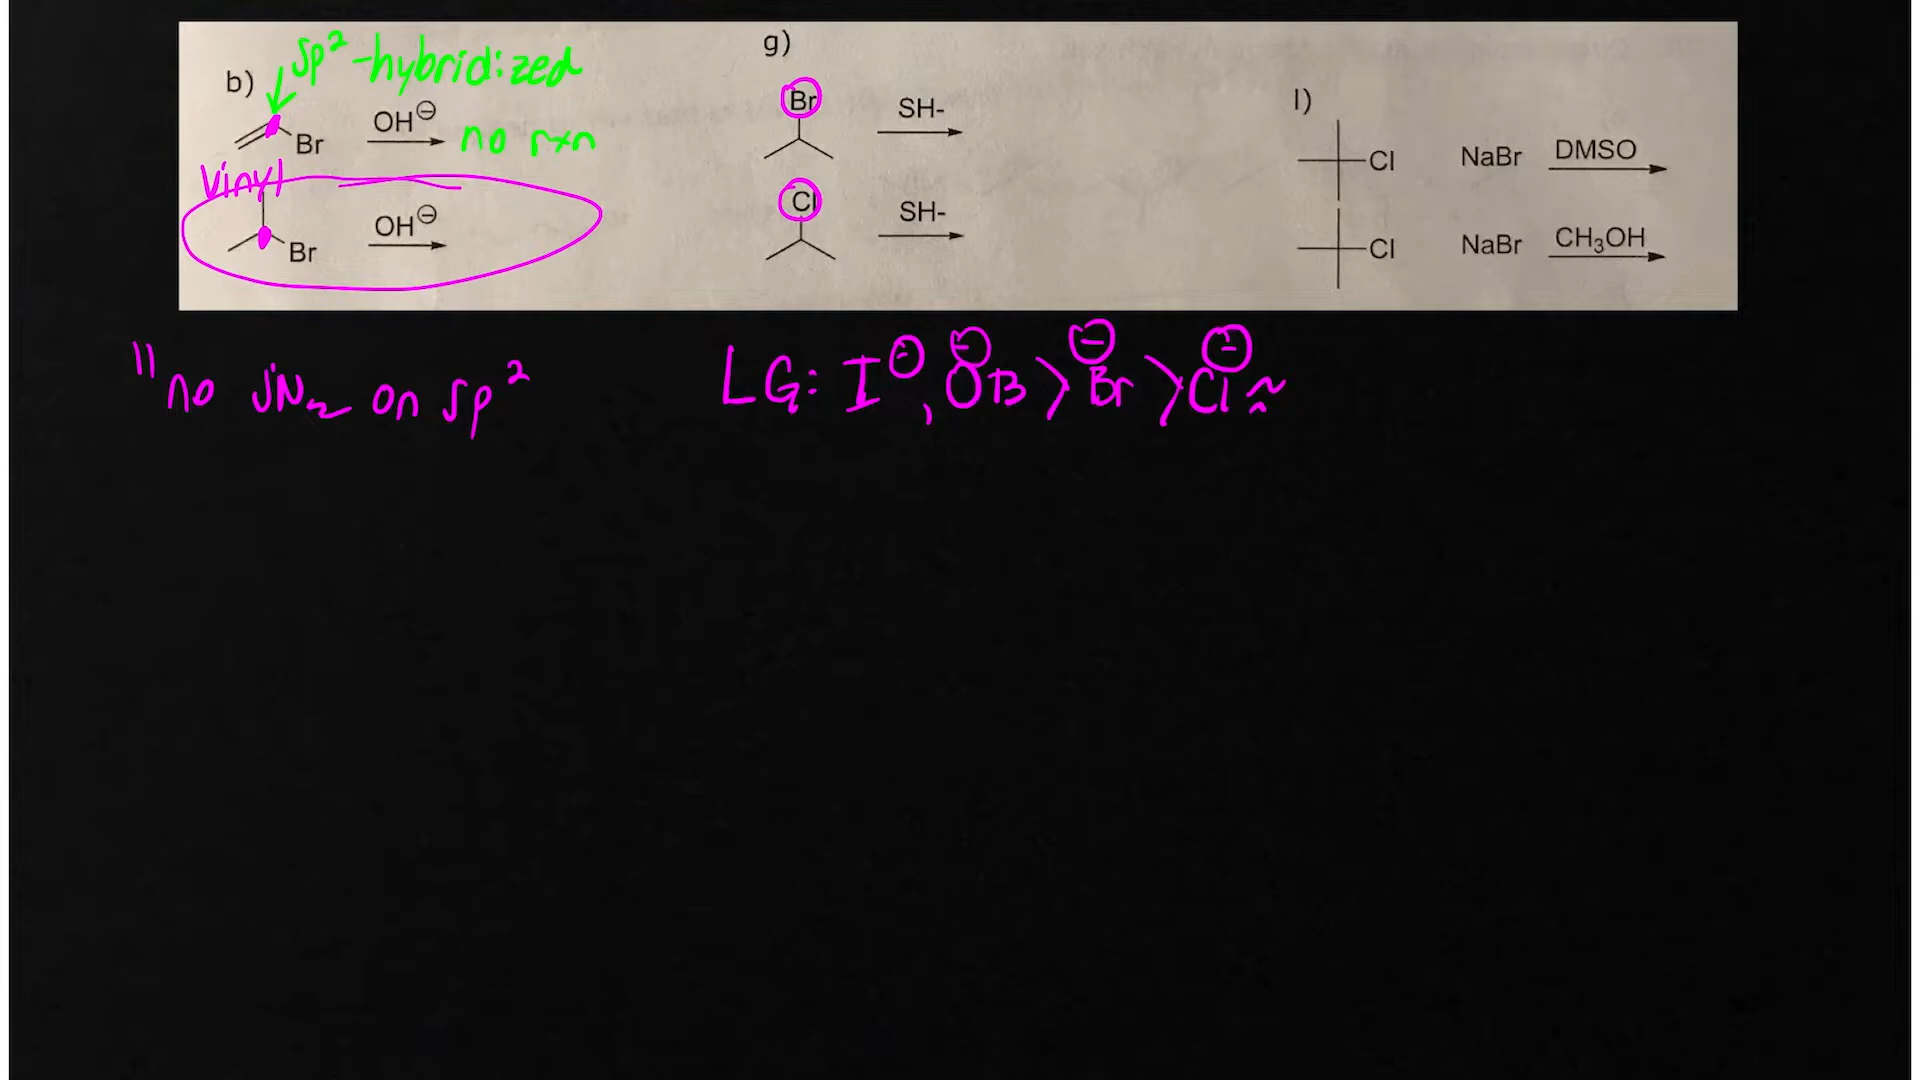 b)
sp²-hybridized
Br
OH⊖
no rxn
Vinyl
Br
OH⊖
g)
Br
SH-
Cl
SH-
l)
Cl NaBr DMSO
Cl NaBr CH₃OH
"no SN₂ on sp²
LG: I⊖, ⊖OTs > Br⊖ > Cl⊖ ≈